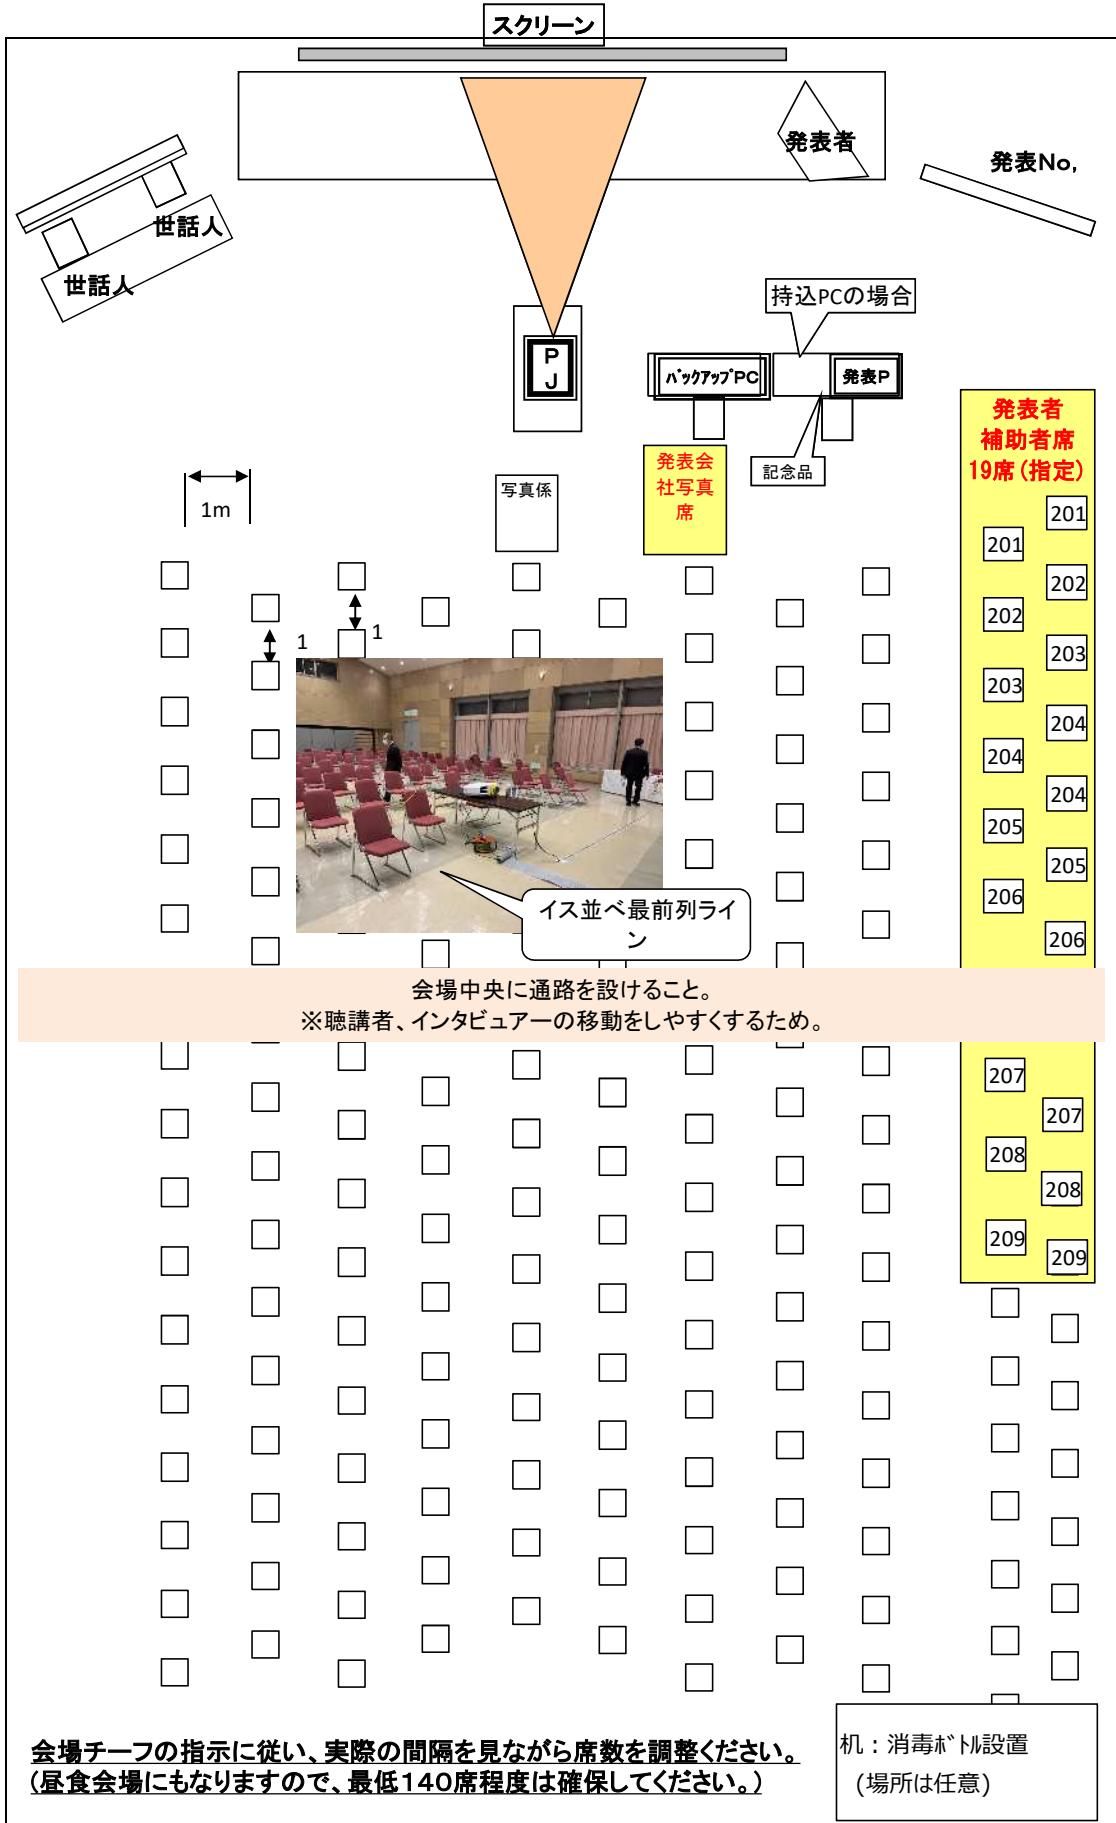 スクリーン
発表者
発表No,
世話人
世話人
持込PCの場合
P
J
バックアップPC
発表P
記念品
発表者
補助者席
19席(指定)
発表会
社写真
席
写真係
1m
1
1
201
201
202
202
203
203
204
204
204
205
205
206
206
イス並べ最前列ライ
ン
会場中央に通路を設けること。
※聴講者、インタビュアーの移動をしやすくするため。
207
207
208
208
209
209
会場チーフの指示に従い、実際の間隔を見ながら席数を調整ください。
(昼食会場にもなりますので、最低140席程度は確保してください。)
机：消毒ボトル設置
(場所は任意)